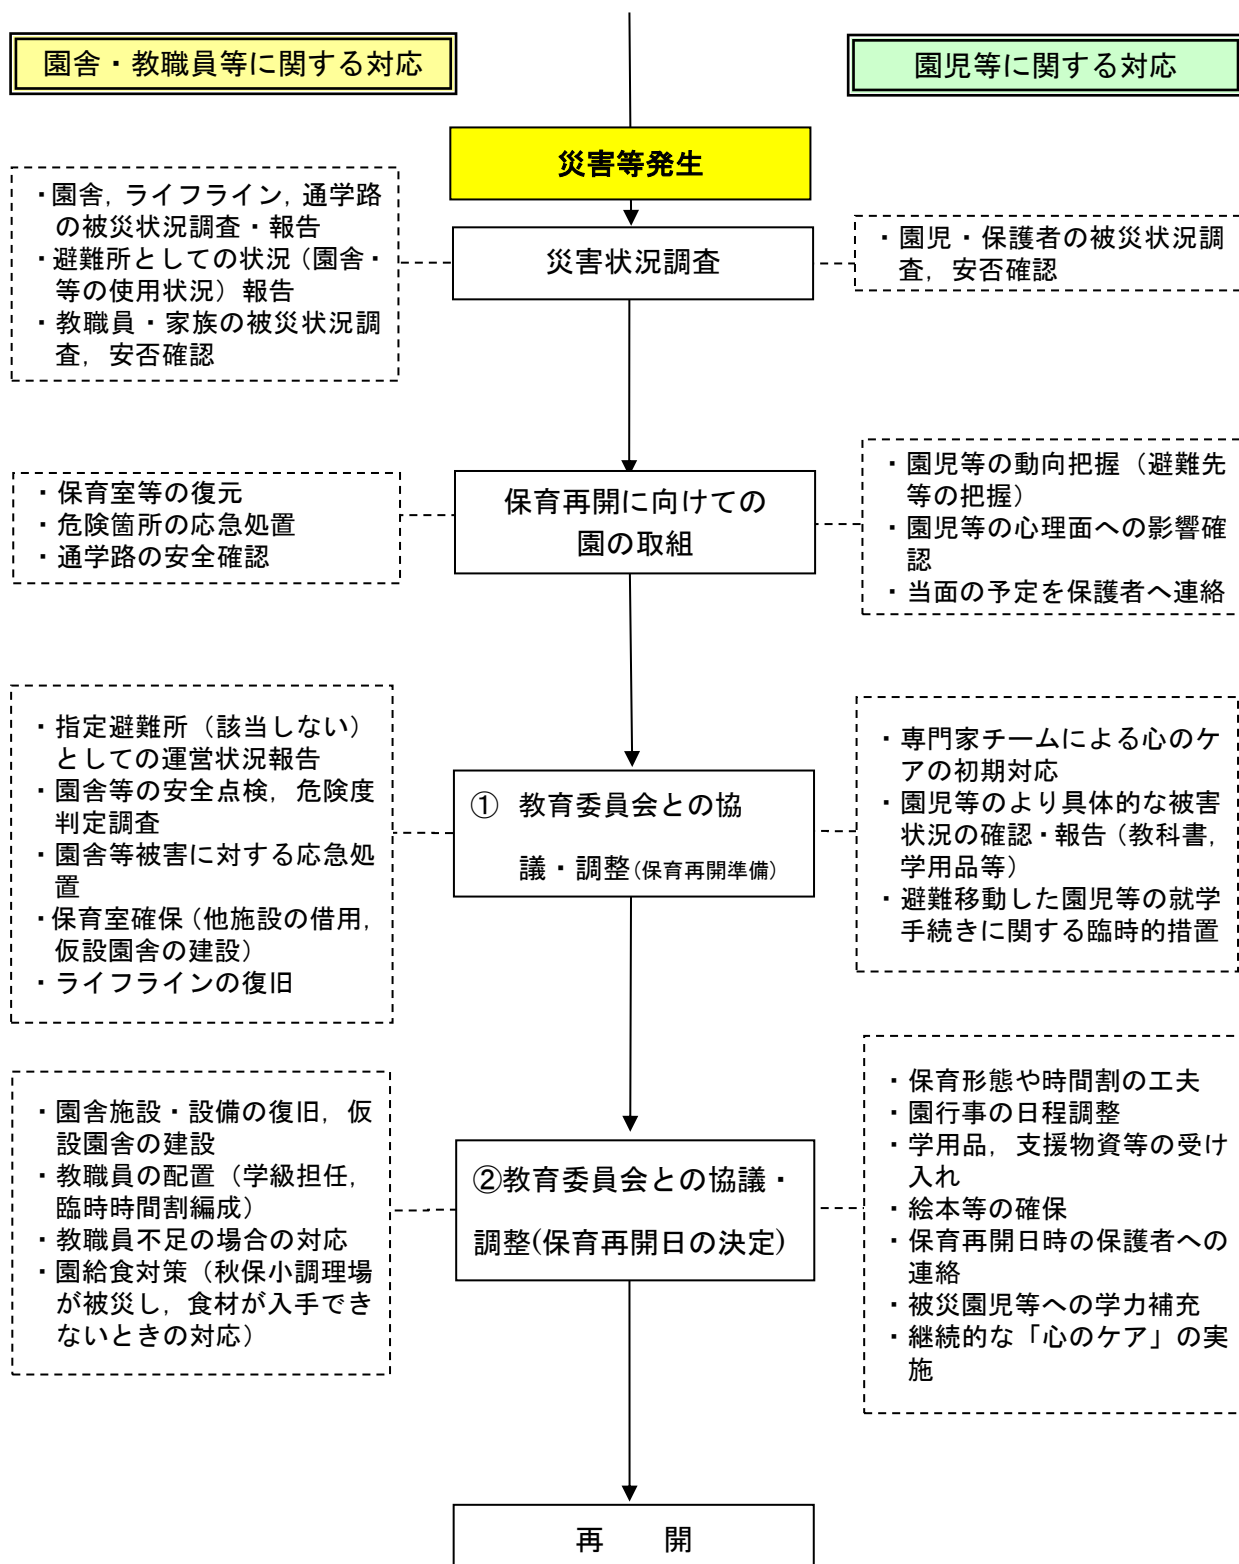 園舎・教職員等に関する対応
園児等に関する対応
災害等発生
・園舎，ライフライン，通学路
の被災状況調査・報告
・避難所としての状況（園舎・
等の使用状況）報告
・教職員・家族の被災状況調
査，安否確認
災害状況調査
・園児・保護者の被災状況調
査，安否確認
・保育室等の復元
・危険箇所の応急処置
・通学路の安全確認
保育再開に向けての
園の取組
・園児等の動向把握（避難先
等の把握）
・園児等の心理面への影響確
認
・当面の予定を保護者へ連絡
・指定避難所（該当しない）
としての運営状況報告
・園舎等の安全点検，危険度
判定調査
・園舎等被害に対する応急処
置
・保育室確保（他施設の借用，
仮設園舎の建設）
・ライフラインの復旧
①　教育委員会との協
議・調整(保育再開準備)
・専門家チームによる心のケ
アの初期対応
・園児等のより具体的な被害
状況の確認・報告（教科書，
学用品等）
・避難移動した園児等の就学
手続きに関する臨時的措置
・園舎施設・設備の復旧，仮
設園舎の建設
・教職員の配置（学級担任，
臨時時間割編成）
・教職員不足の場合の対応
・園給食対策（秋保小調理場
が被災し，食材が入手でき
ないときの対応）
②教育委員会との協議・
調整(保育再開日の決定)
・保育形態や時間割の工夫
・園行事の日程調整
・学用品，支援物資等の受け
入れ
・絵本等の確保
・保育再開日時の保護者への
連絡
・被災園児等への学力補充
・継続的な「心のケア」の実
施
再　　開